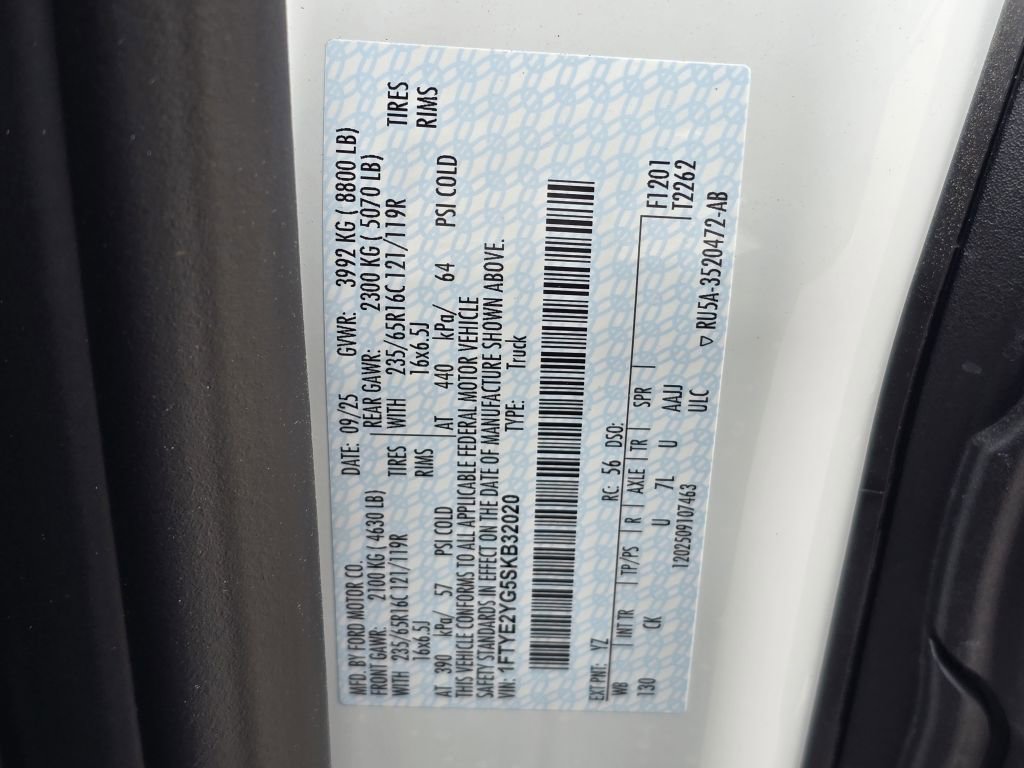 MFD. BY FORD MOTOR CO. DATE: 09/25 GVWR: 3992 KG ( 8800 LB)
FRONT GAWR: 2100 KG ( 4630 LB) REAR GAWR: 2300 KG ( 5070 LB)
WITH 235/65R16C 121/119R TIRES WITH 235/65R16C 121/119R TIRES
16x6.5J RIMS 16x6.5J RIMS
AT 390 kPa/ 57 PSI COLD AT 440 kPa/ 64 PSI COLD
THIS VEHICLE CONFORMS TO ALL APPLICABLE FEDERAL MOTOR VEHICLE
SAFETY STANDARDS IN EFFECT ON THE DATE OF MANUFACTURE SHOWN ABOVE.
VIN: 1FTYE2YG5SKB32020 TYPE: Truck
EXT PNT: YZ RC: 56 DSO:
WB INT TR TP/PS R AXLE TR SPR F1201
130 CK U 7L U AAJJ T2262
1202509107463 ULC
▽ RU5A-3520472-AB